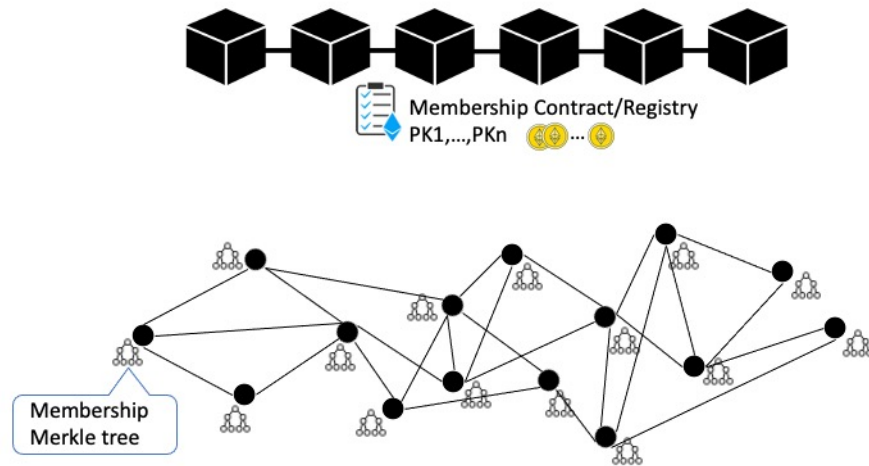 Membership Contract/Registry
PK1,...,PKn ...
Membership
Merkle tree